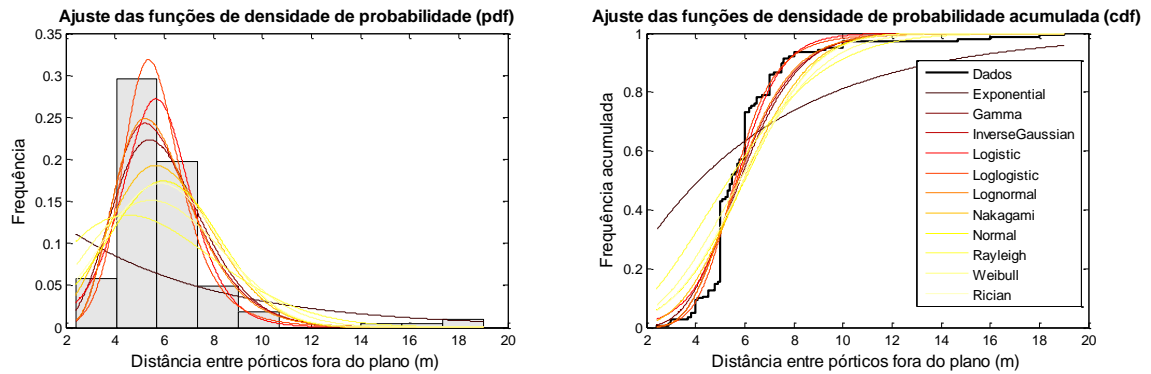 Ajuste das funções de densidade de probabilidade (pdf)
0.35
0.3
0.25
0.2
0.15
0.1
0.05
0
2 4 6 8 10 12 14 16 18 20
Frequência
Distância entre pórticos fora do plano (m)
Ajuste das funções de densidade de probabilidade acumulada (cdf)
1
0.8
0.6
0.4
0.2
0
2 4 6 8 10 12 14 16 18 20
Frequência acumulada
Distância entre pórticos fora do plano (m)
Dados
Exponential
Gamma
InverseGaussian
Logistic
Loglogistic
Lognormal
Nakagami
Normal
Rayleigh
Weibull
Rician